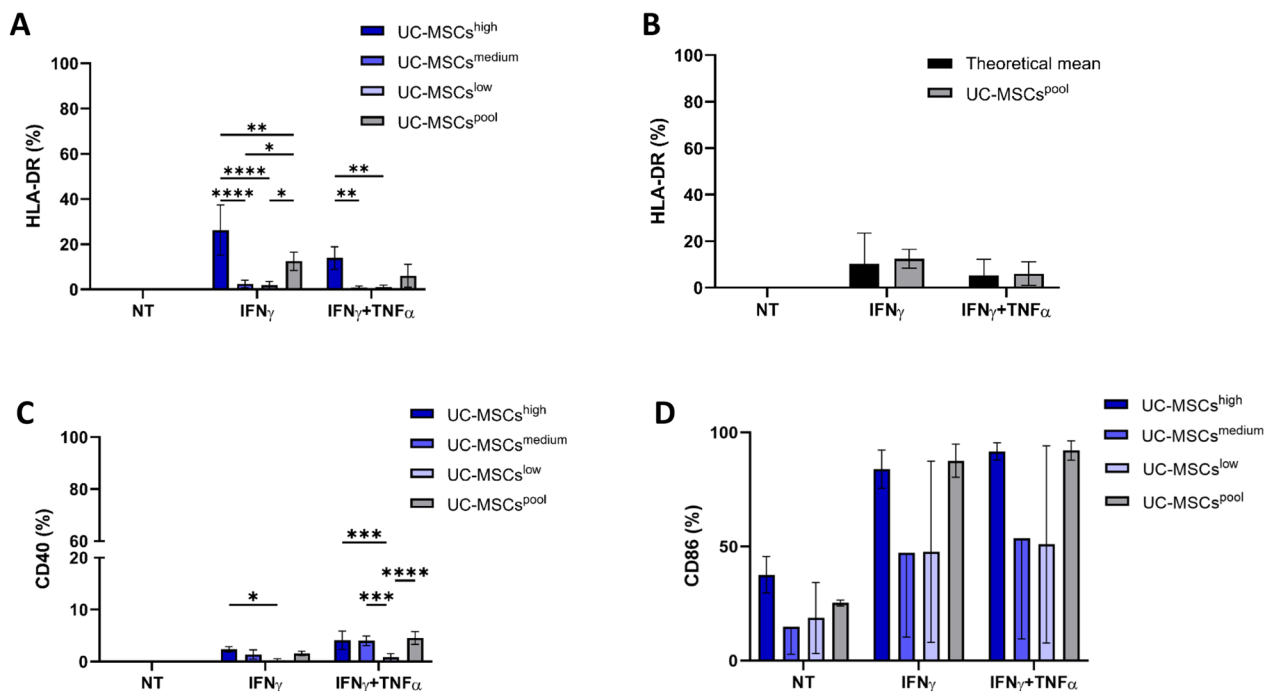 A
UC-MSCs^high
UC-MSCs^medium
UC-MSCs^low
UC-MSCs^pool
HLA-DR (%)
100
80
60
40
20
0
**
*
****
****
*
**
**
NT
IFNγ
IFNγ+TNFα
B
Theoretical mean
UC-MSCs^pool
HLA-DR (%)
100
80
60
40
20
0
NT
IFNγ
IFNγ+TNFα
C
UC-MSCs^high
UC-MSCs^medium
UC-MSCs^low
UC-MSCs^pool
CD40 (%)
100
80
60
20
10
0
*
***
****
***
NT
IFNγ
IFNγ+TNFα
D
UC-MSCs^high
UC-MSCs^medium
UC-MSCs^low
UC-MSCs^pool
CD86 (%)
100
50
0
NT
IFNγ
IFNγ+TNFα